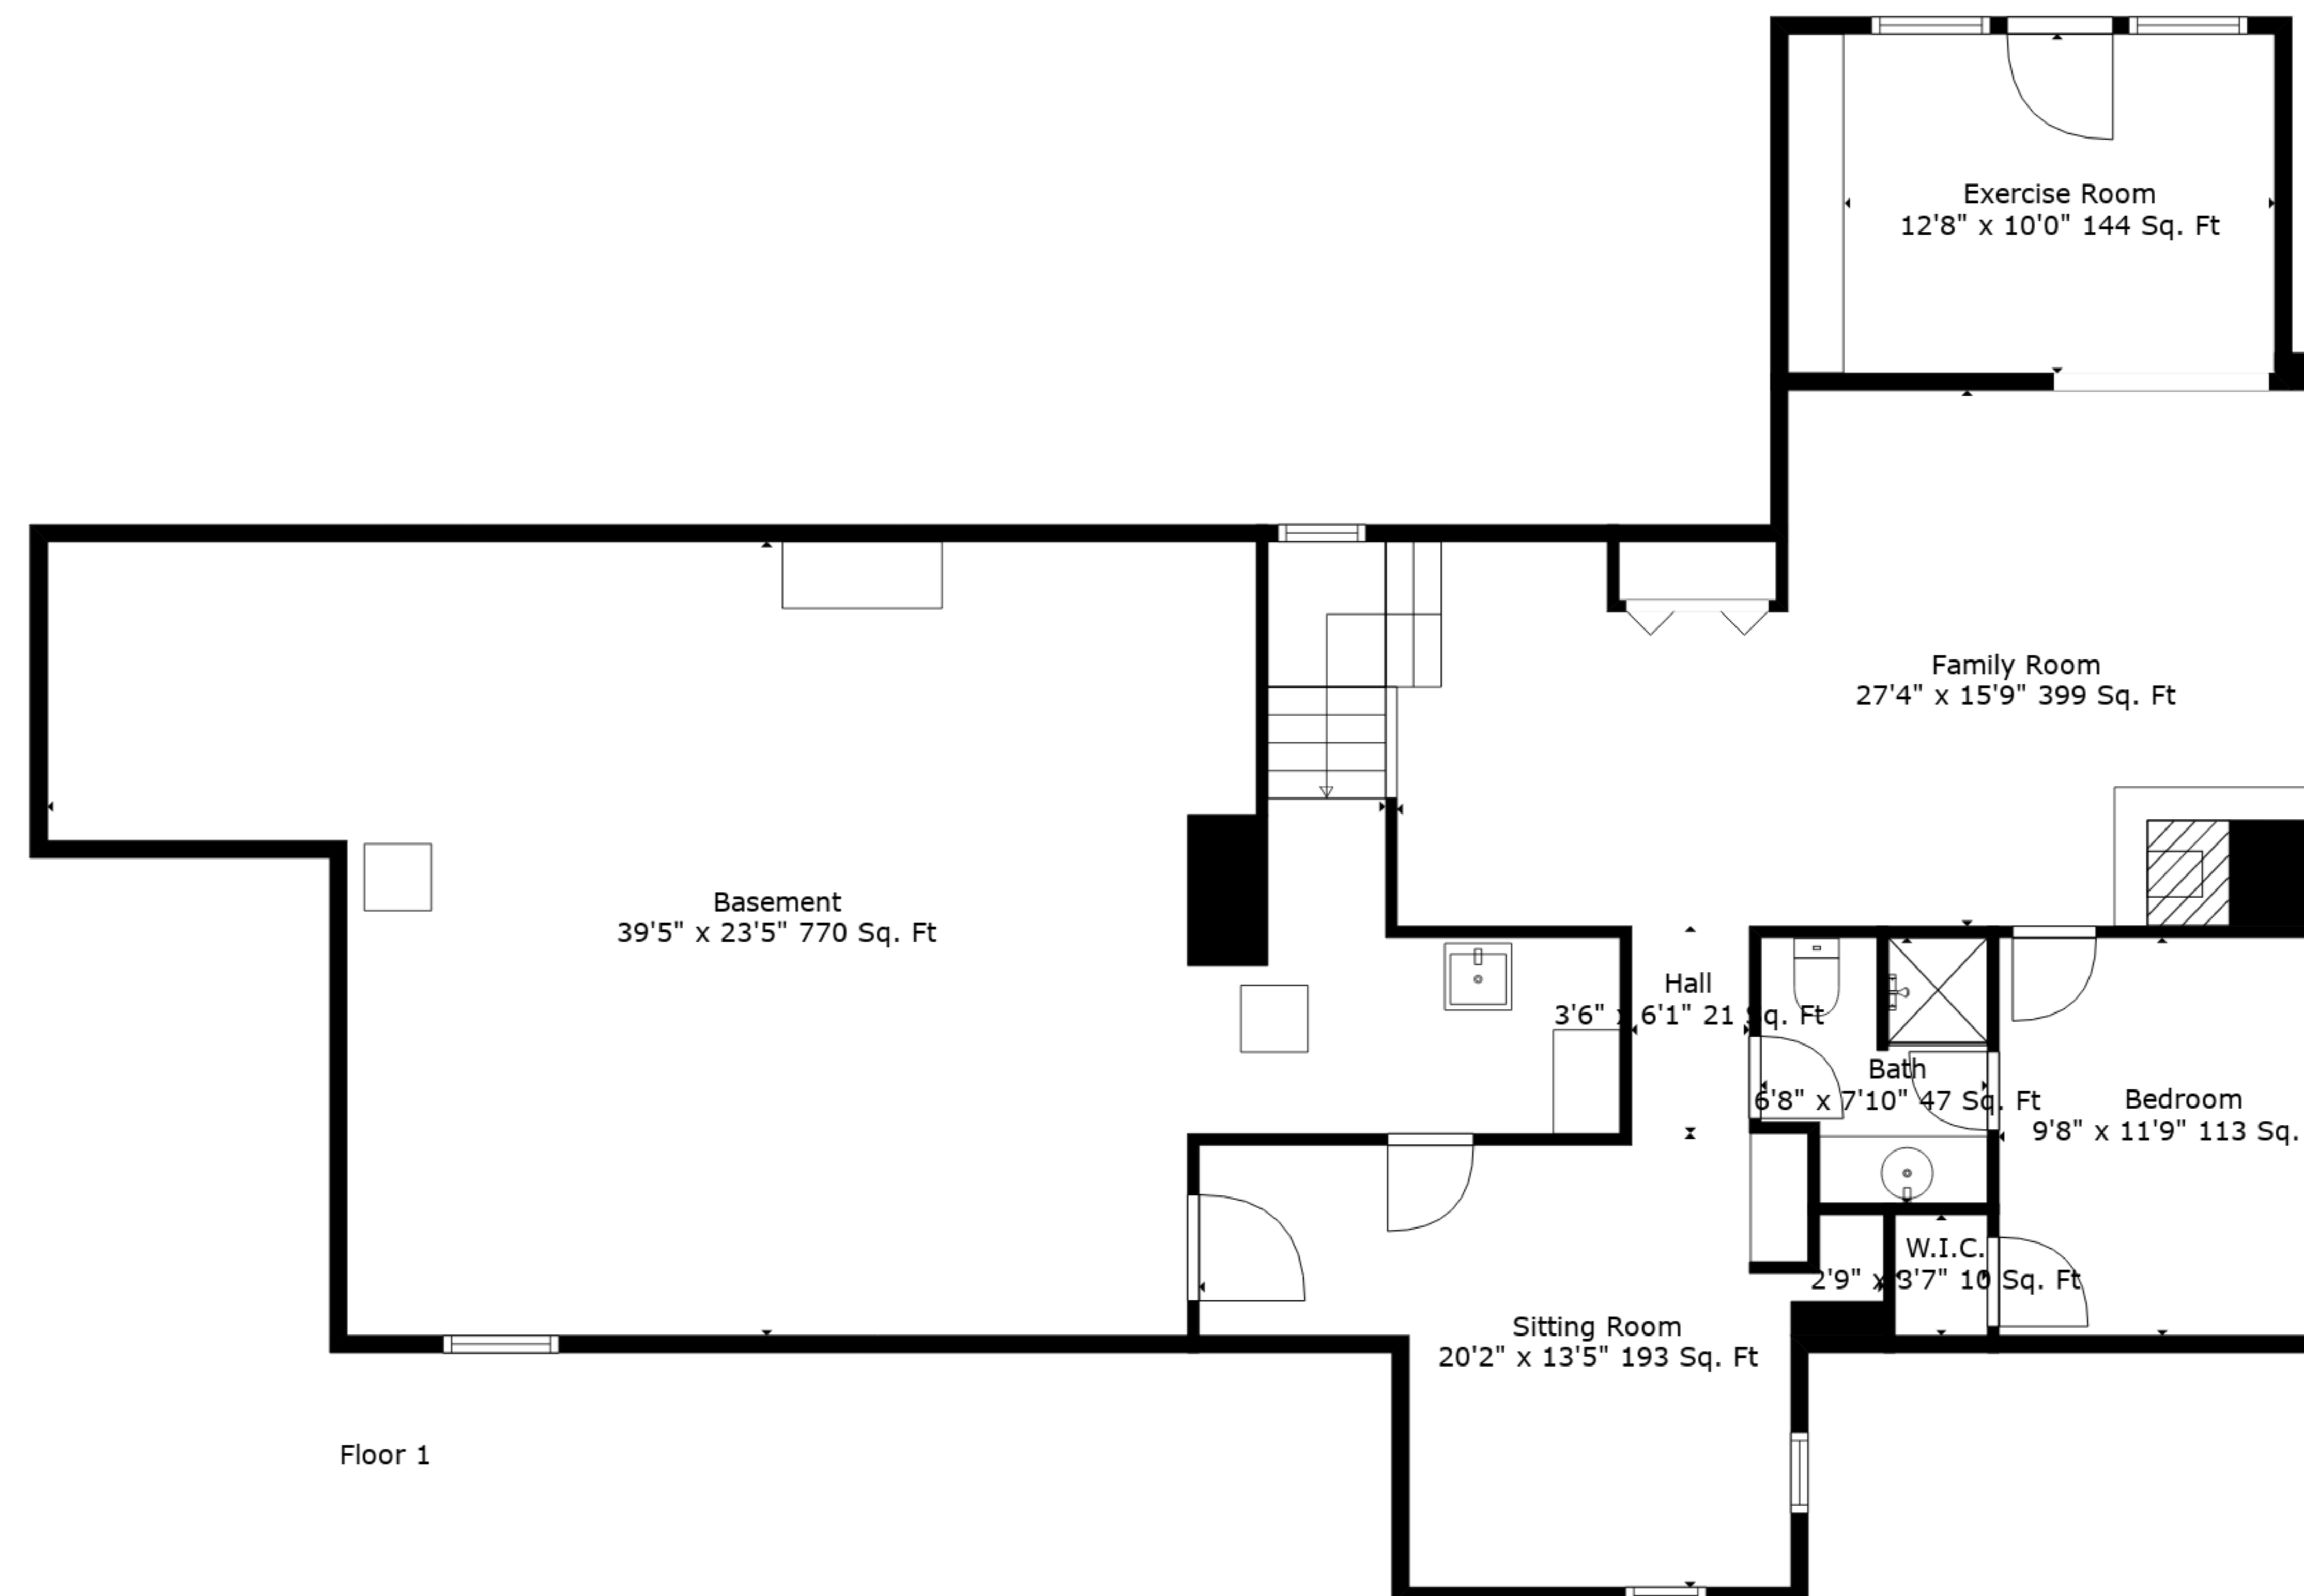 Exercise Room
12'8" x 10'0" 144 Sq. Ft
Family Room
27'4" x 15'9" 399 Sq. Ft
Basement
39'5" x 23'5" 770 Sq. Ft
Hall
3'6" x 6'1" 21 Sq. Ft
Bath
6'8" x 7'10" 47 Sq. Ft
Bedroom
9'8" x 11'9" 113 Sq.
W.I.C.
2'9" x 3'7" 10 Sq. Ft
Sitting Room
20'2" x 13'5" 193 Sq. Ft
Floor 1